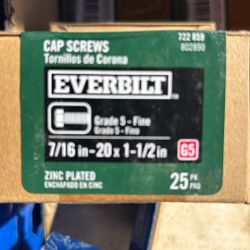 CAP SCREWS
722 859
Tornillos de Corona
802890
EVERBILT
Grade 5 - Fine
Grado 5 - Fine
7/16 in-20 x 1-1/2 in
G5
ZINC PLATED
ENCHAPADO EN CINC
25 PK
PAQ